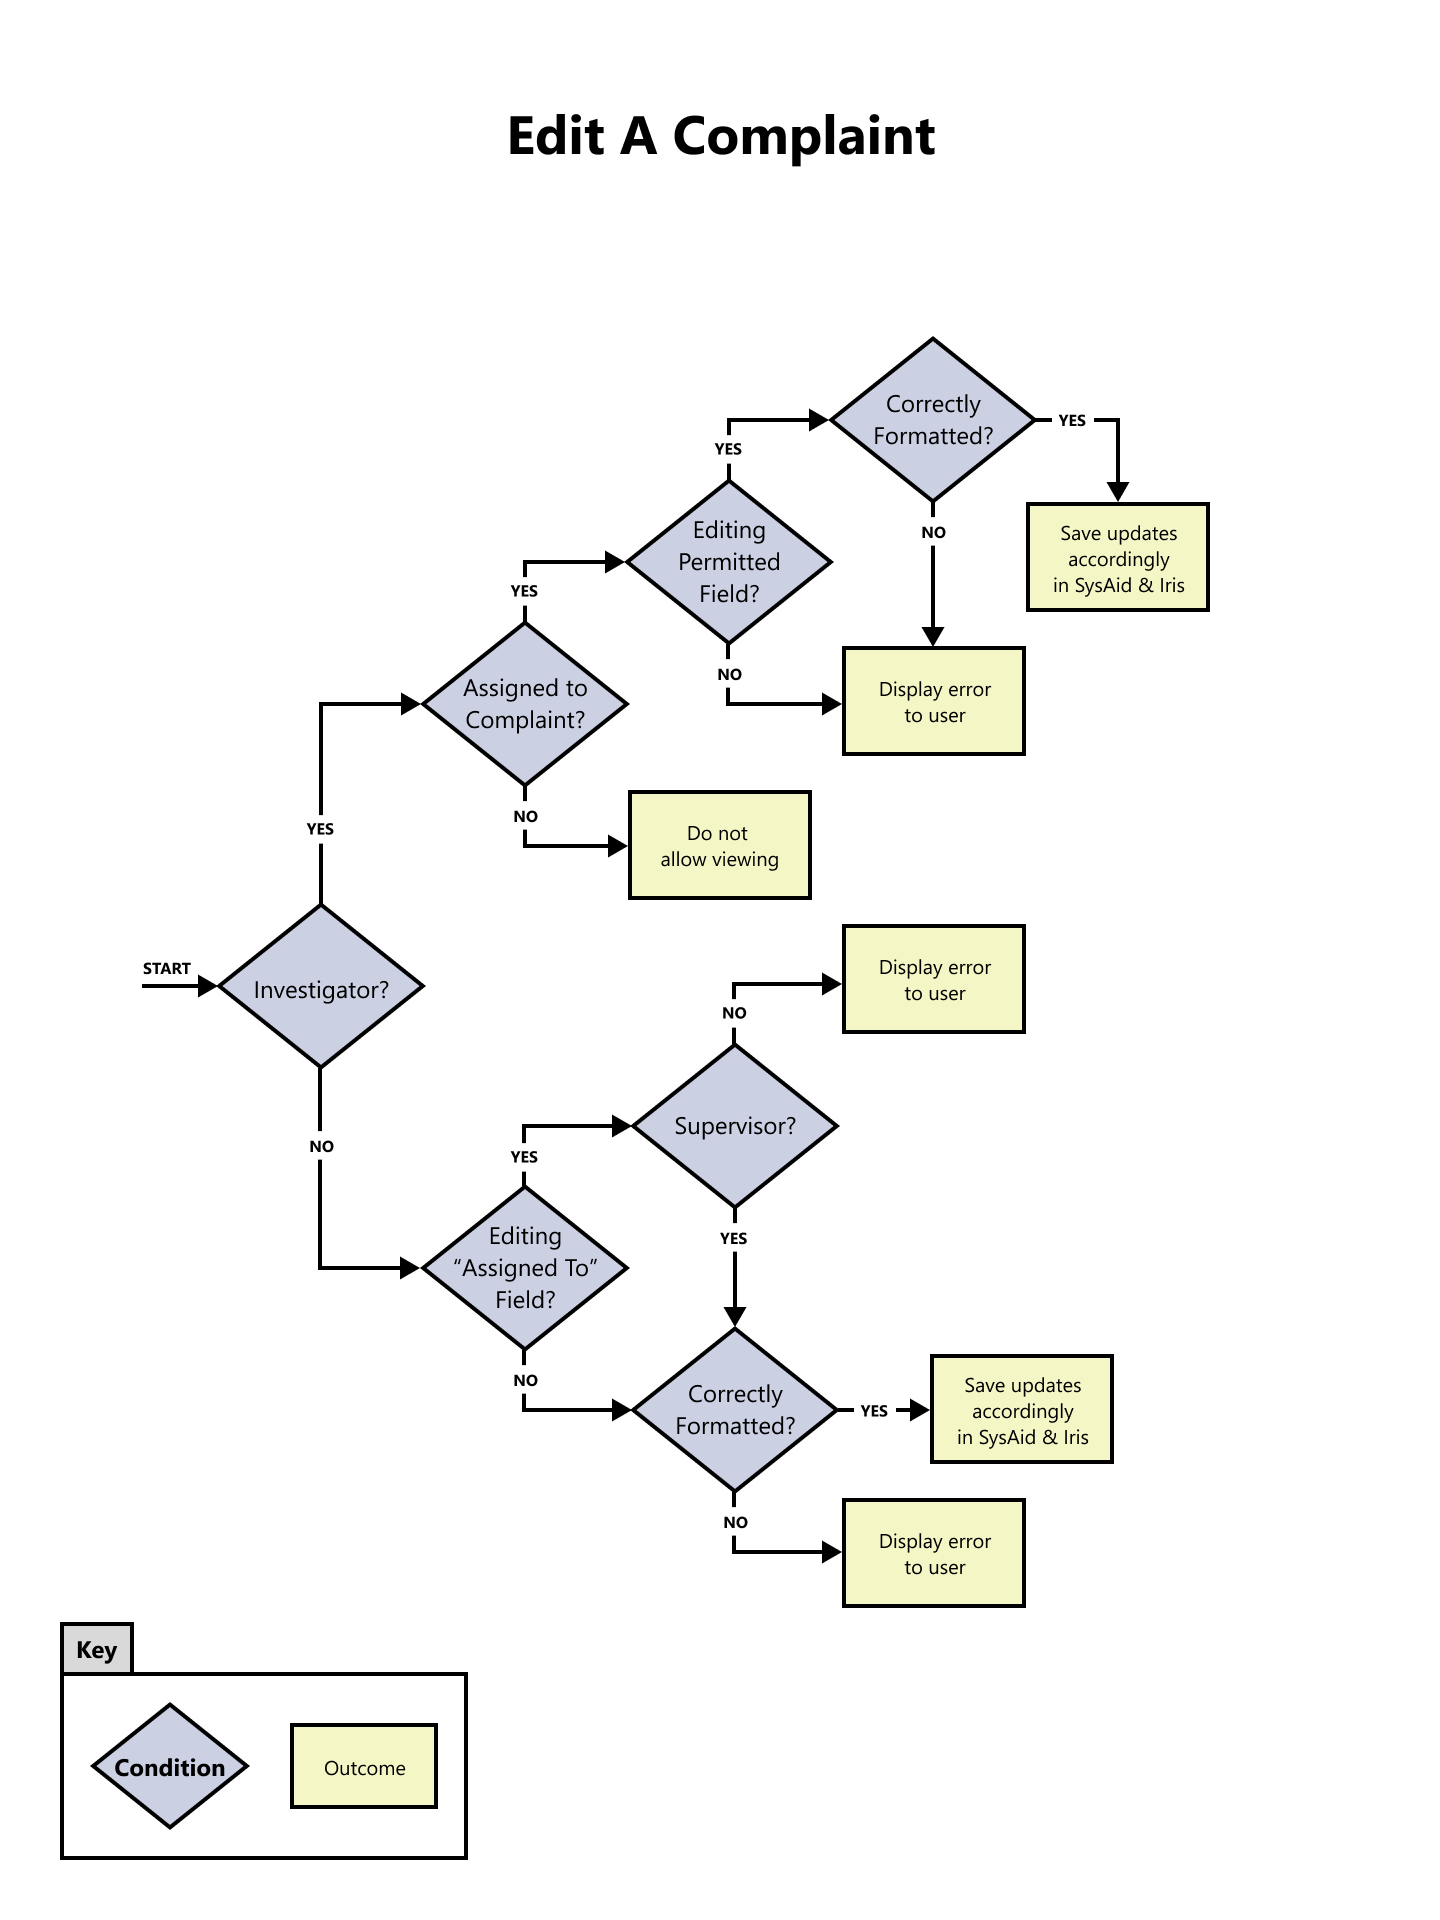 Edit A Complaint
Correctly
Formatted?
YES
YES
NO
Save updates
accordingly
in SysAid & Iris
Editing
Permitted
Field?
YES
NO
Display error
to user
Assigned to
Complaint?
YES
NO
Do not
allow viewing
START
Investigator?
NO
Display error
to user
NO
Supervisor?
YES
YES
Editing
“Assigned To”
Field?
NO
Correctly
Formatted?
YES
Save updates
accordingly
in SysAid & Iris
NO
Display error
to user
Key
Condition
Outcome